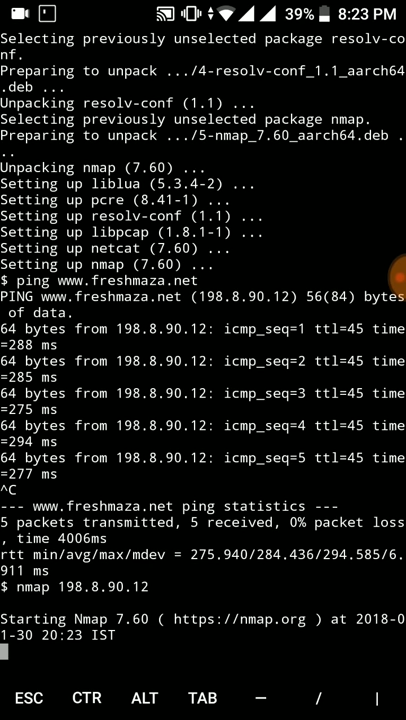 39% 8:23 PM
Selecting previously unselected package resolv-co
nf.
Preparing to unpack .../4-resolv-conf_1.1_aarch64
.deb ...
Unpacking resolv-conf (1.1) ...
Selecting previously unselected package nmap.
Preparing to unpack .../5-nmap_7.60_aarch64.deb .
..
Unpacking nmap (7.60) ...
Setting up liblua (5.3.4-2) ...
Setting up pcre (8.41-1) ...
Setting up resolv-conf (1.1) ...
Setting up libpcap (1.8.1-1) ...
Setting up netcat (7.60) ...
Setting up nmap (7.60) ...
$ ping www.freshmaza.net
PING www.freshmaza.net (198.8.90.12) 56(84) bytes
 of data.
64 bytes from 198.8.90.12: icmp_seq=1 ttl=45 time
=288 ms
64 bytes from 198.8.90.12: icmp_seq=2 ttl=45 time
=285 ms
64 bytes from 198.8.90.12: icmp_seq=3 ttl=45 time
=275 ms
64 bytes from 198.8.90.12: icmp_seq=4 ttl=45 time
=294 ms
64 bytes from 198.8.90.12: icmp_seq=5 ttl=45 time
=277 ms
^C
--- www.freshmaza.net ping statistics ---
5 packets transmitted, 5 received, 0% packet loss
, time 4006ms
rtt min/avg/max/mdev = 275.940/284.436/294.585/6.
911 ms
$ nmap 198.8.90.12

Starting Nmap 7.60 ( https://nmap.org ) at 2018-0
1-30 20:23 IST
ESC CTR ALT TAB — / |